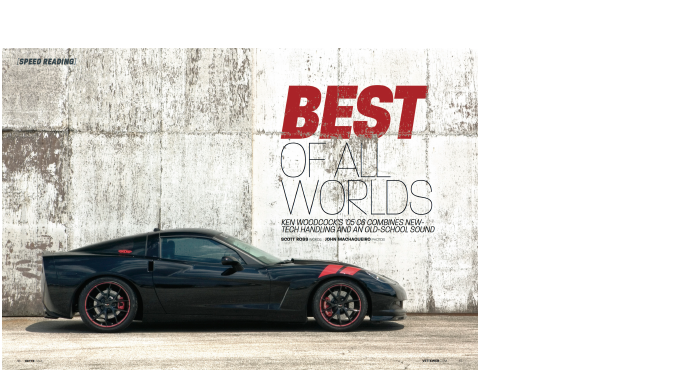 [SPEED READING]
BEST
OF ALL
WORLDS
KEN WOODCOCK'S '05 C6 COMBINES NEW-
TECH HANDLING AND AN OLD-SCHOOL SOUND
SCOTT ROSS WORDS JOHN MACHAQUEIRO PHOTOS